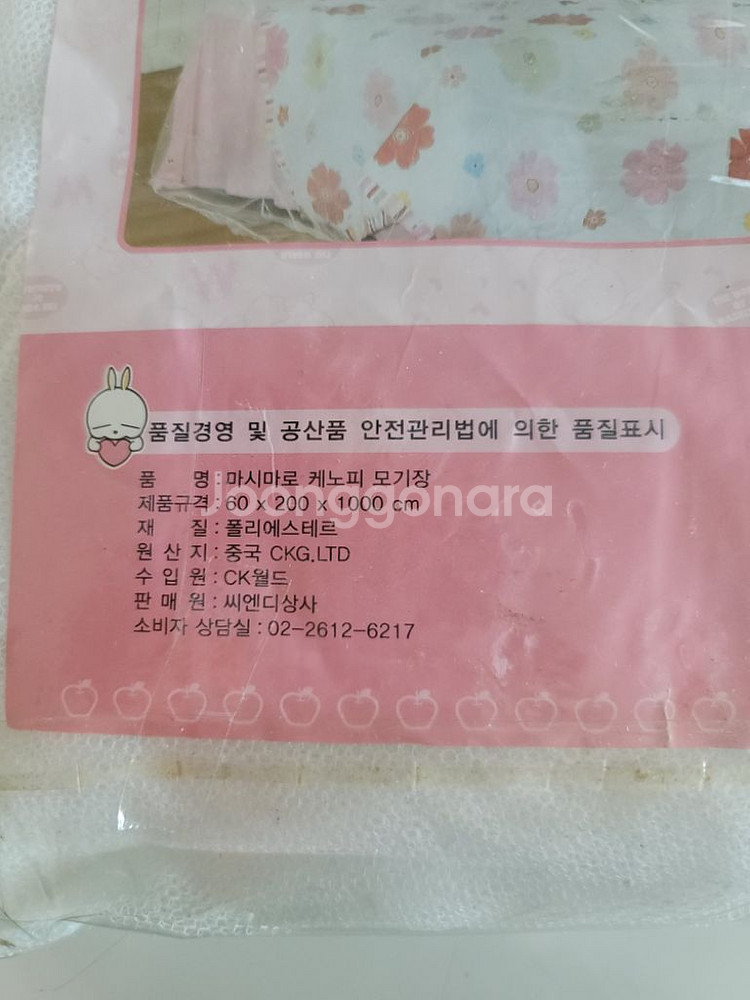 품질경영 및 공산품 안전관리법에 의한 품질표시
품 명 : 마시마로 케노피 모기장
제품규격 : 60 x 200 x 1000 cm
joonggonara
재 질 : 폴리에스테르
원 산 지 : 중국 CKG.LTD
수 입 원 : CK월드
판 매 원 : 씨엔디상사
소비자 상담실 : 02-2612-6217